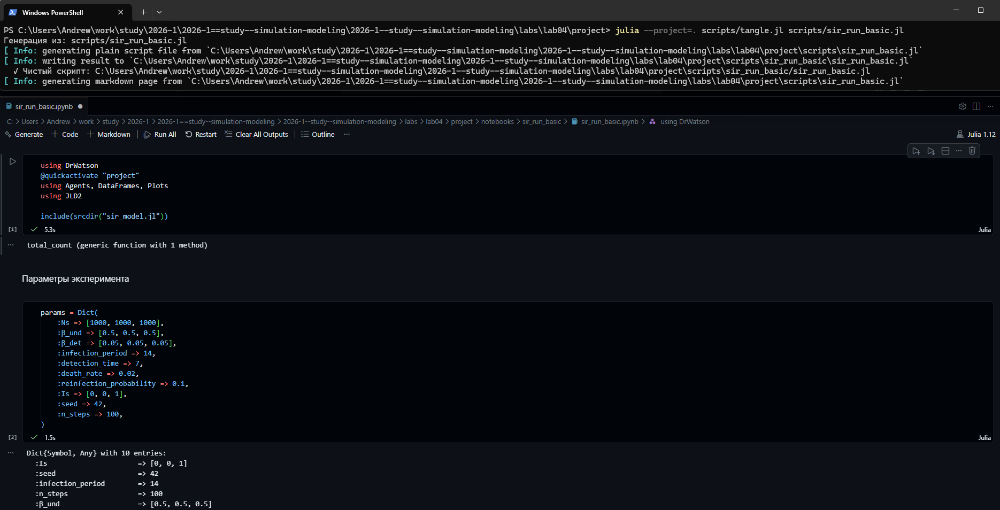 Windows PowerShell
PS C:\Users\Andrew\work\study\2026-1\2026-1==study--simulation-modeling\2026-1--study--simulation-modeling\labs\lab04\project> julia --project=. scripts/tangle.jl scripts/sir_run_basic.jl
Генерация из: scripts/sir_run_basic.jl
[ Info: generating plain script file from `C:\Users\Andrew\work\study\2026-1\2026-1==study--simulation-modeling\2026-1--study--simulation-modeling\labs\lab04\project\scripts\sir_run_basic.jl`
[ Info: writing result to `C:\Users\Andrew\work\study\2026-1\2026-1==study--simulation-modeling\2026-1--study--simulation-modeling\labs\lab04\project\scripts\sir_run_basic\sir_run_basic.jl`
✓ Чистый скрипт: C:\Users\Andrew\work\study\2026-1\2026-1==study--simulation-modeling\2026-1--study--simulation-modeling\labs\lab04\project\scripts\sir_run_basic/sir_run_basic.jl
[ Info: generating markdown page from `C:\Users\Andrew\work\study\2026-1\2026-1==study--simulation-modeling\2026-1--study--simulation-modeling\labs\lab04\project\scripts\sir_run_basic.jl`
sir_run_basic.ipynb
C: > Users > Andrew > work > study > 2026-1 > 2026-1==study--simulation-modeling > 2026-1--study--simulation-modeling > labs > lab04 > project > notebooks > sir_run_basic > sir_run_basic.ipynb > using DrWatson
Generate + Code + Markdown | Run All Restart Clear All Outputs | Outline ... Julia 1.12
using DrWatson
@quickactivate "project"
using Agents, DataFrames, Plots
using JLD2
include(srcdir("sir_model.jl"))
[1] ✓ 5.3s Julia
... total_count (generic function with 1 method)
Параметры эксперимента
params = Dict(
:Ns => [1000, 1000, 1000],
:β_und => [0.5, 0.5, 0.5],
:β_det => [0.05, 0.05, 0.05],
:infection_period => 14,
:detection_time => 7,
:death_rate => 0.02,
:reinfection_probability => 0.1,
:Is => [0, 0, 1],
:seed => 42,
:n_steps => 100,
)
[2] ✓ 1.5s Julia
... Dict{Symbol, Any} with 10 entries:
:Is => [0, 0, 1]
:seed => 42
:infection_period => 14
:n_steps => 100
:β_und => [0.5, 0.5, 0.5]